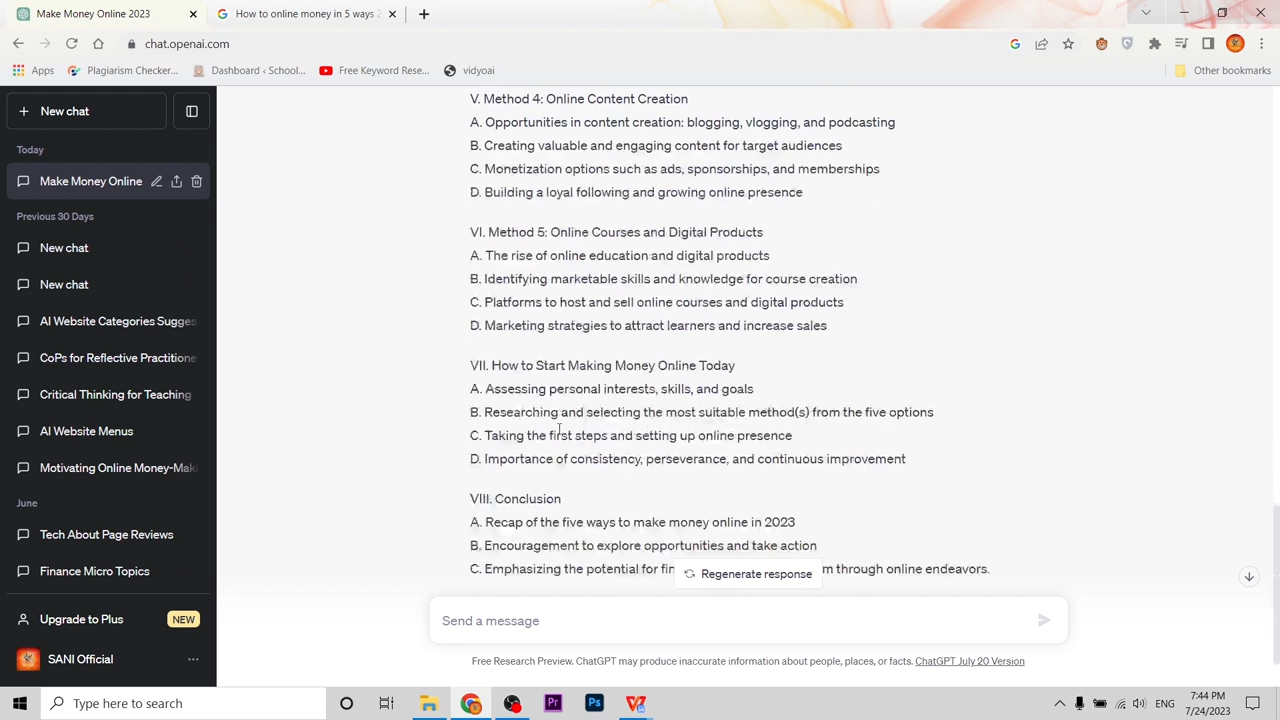 Make Money Online 2023
How to online money in 5 ways 2
chat.openai.com
Apps
Plagiarism Checker...
Dashboard ‹ School...
Free Keyword Rese...
vidyoai
Other bookmarks
New chat
Today
Make Money Online
Previous 30 Days
New chat
New chat
AI Website Categories Sugges
CoPs for Reflective Practitione
Critical Thinking for Teaching
AI Website Menus
Motivating Online Money-Mak
June
Tech About Page Reviews
Finance Micro Topics
Upgrade to Plus
NEW
SANI Official
V. Method 4: Online Content Creation
A. Opportunities in content creation: blogging, vlogging, and podcasting
B. Creating valuable and engaging content for target audiences
C. Monetization options such as ads, sponsorships, and memberships
D. Building a loyal following and growing online presence
VI. Method 5: Online Courses and Digital Products
A. The rise of online education and digital products
B. Identifying marketable skills and knowledge for course creation
C. Platforms to host and sell online courses and digital products
D. Marketing strategies to attract learners and increase sales
VII. How to Start Making Money Online Today
A. Assessing personal interests, skills, and goals
B. Researching and selecting the most suitable method(s) from the five options
C. Taking the first steps and setting up online presence
D. Importance of consistency, perseverance, and continuous improvement
VIII. Conclusion
A. Recap of the five ways to make money online in 2023
B. Encouragement to explore opportunities and take action
C. Emphasizing the potential for fin m through online endeavors.
Regenerate response
Send a message
Free Research Preview. ChatGPT may produce inaccurate information about people, places, or facts. ChatGPT July 20 Version
Type here to search
Pr
Ps
ENG
7:44 PM
7/24/2023